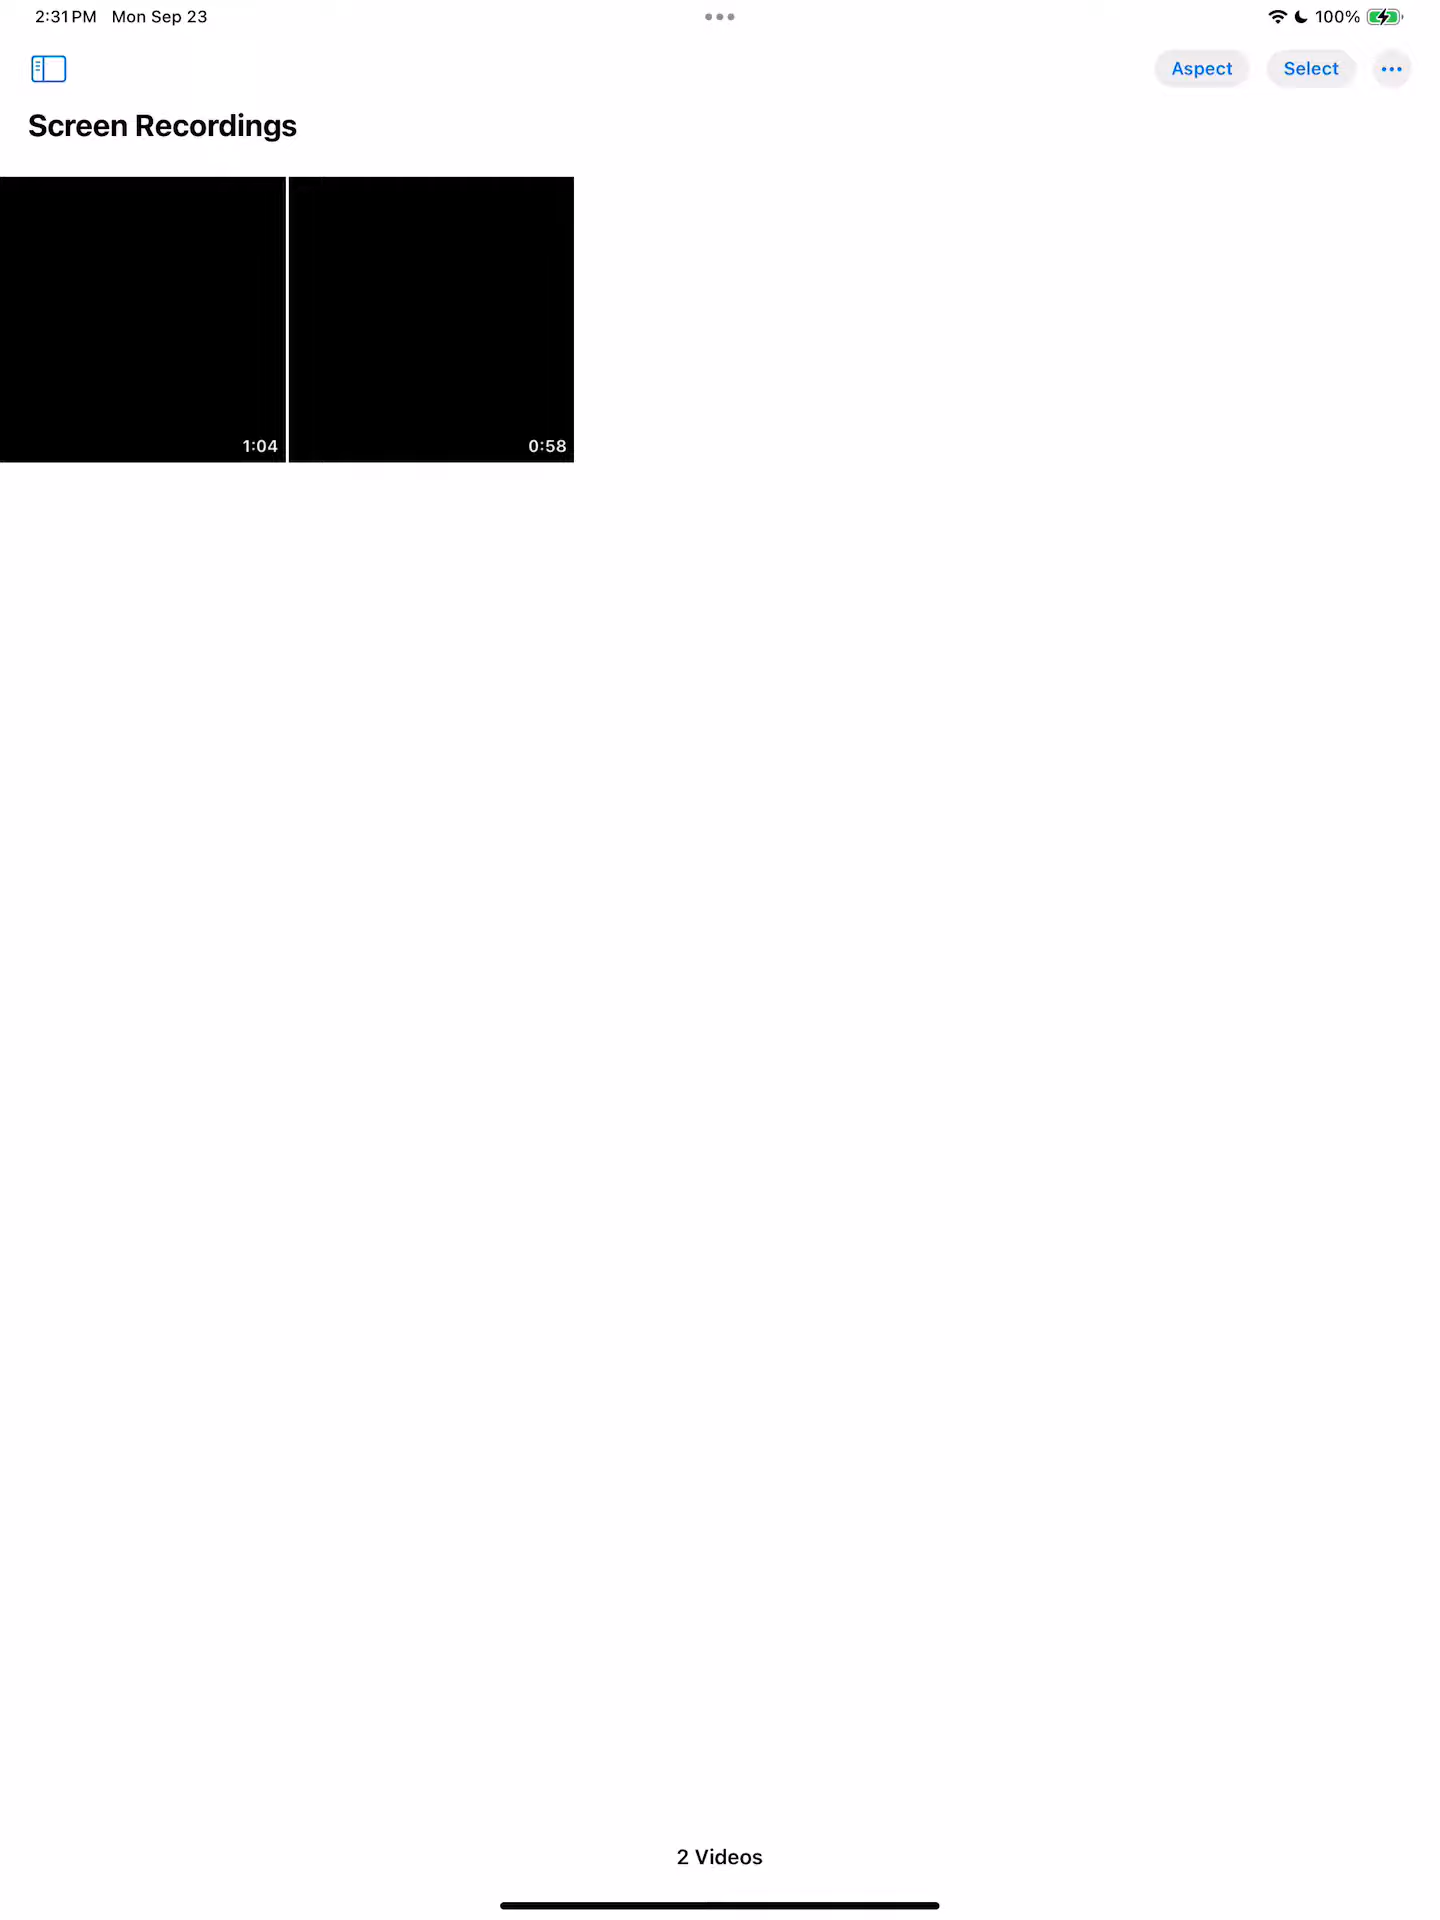 2:31 PM Mon Sep 23
100%
Aspect
Select
Screen Recordings
1:04
0:58
2 Videos